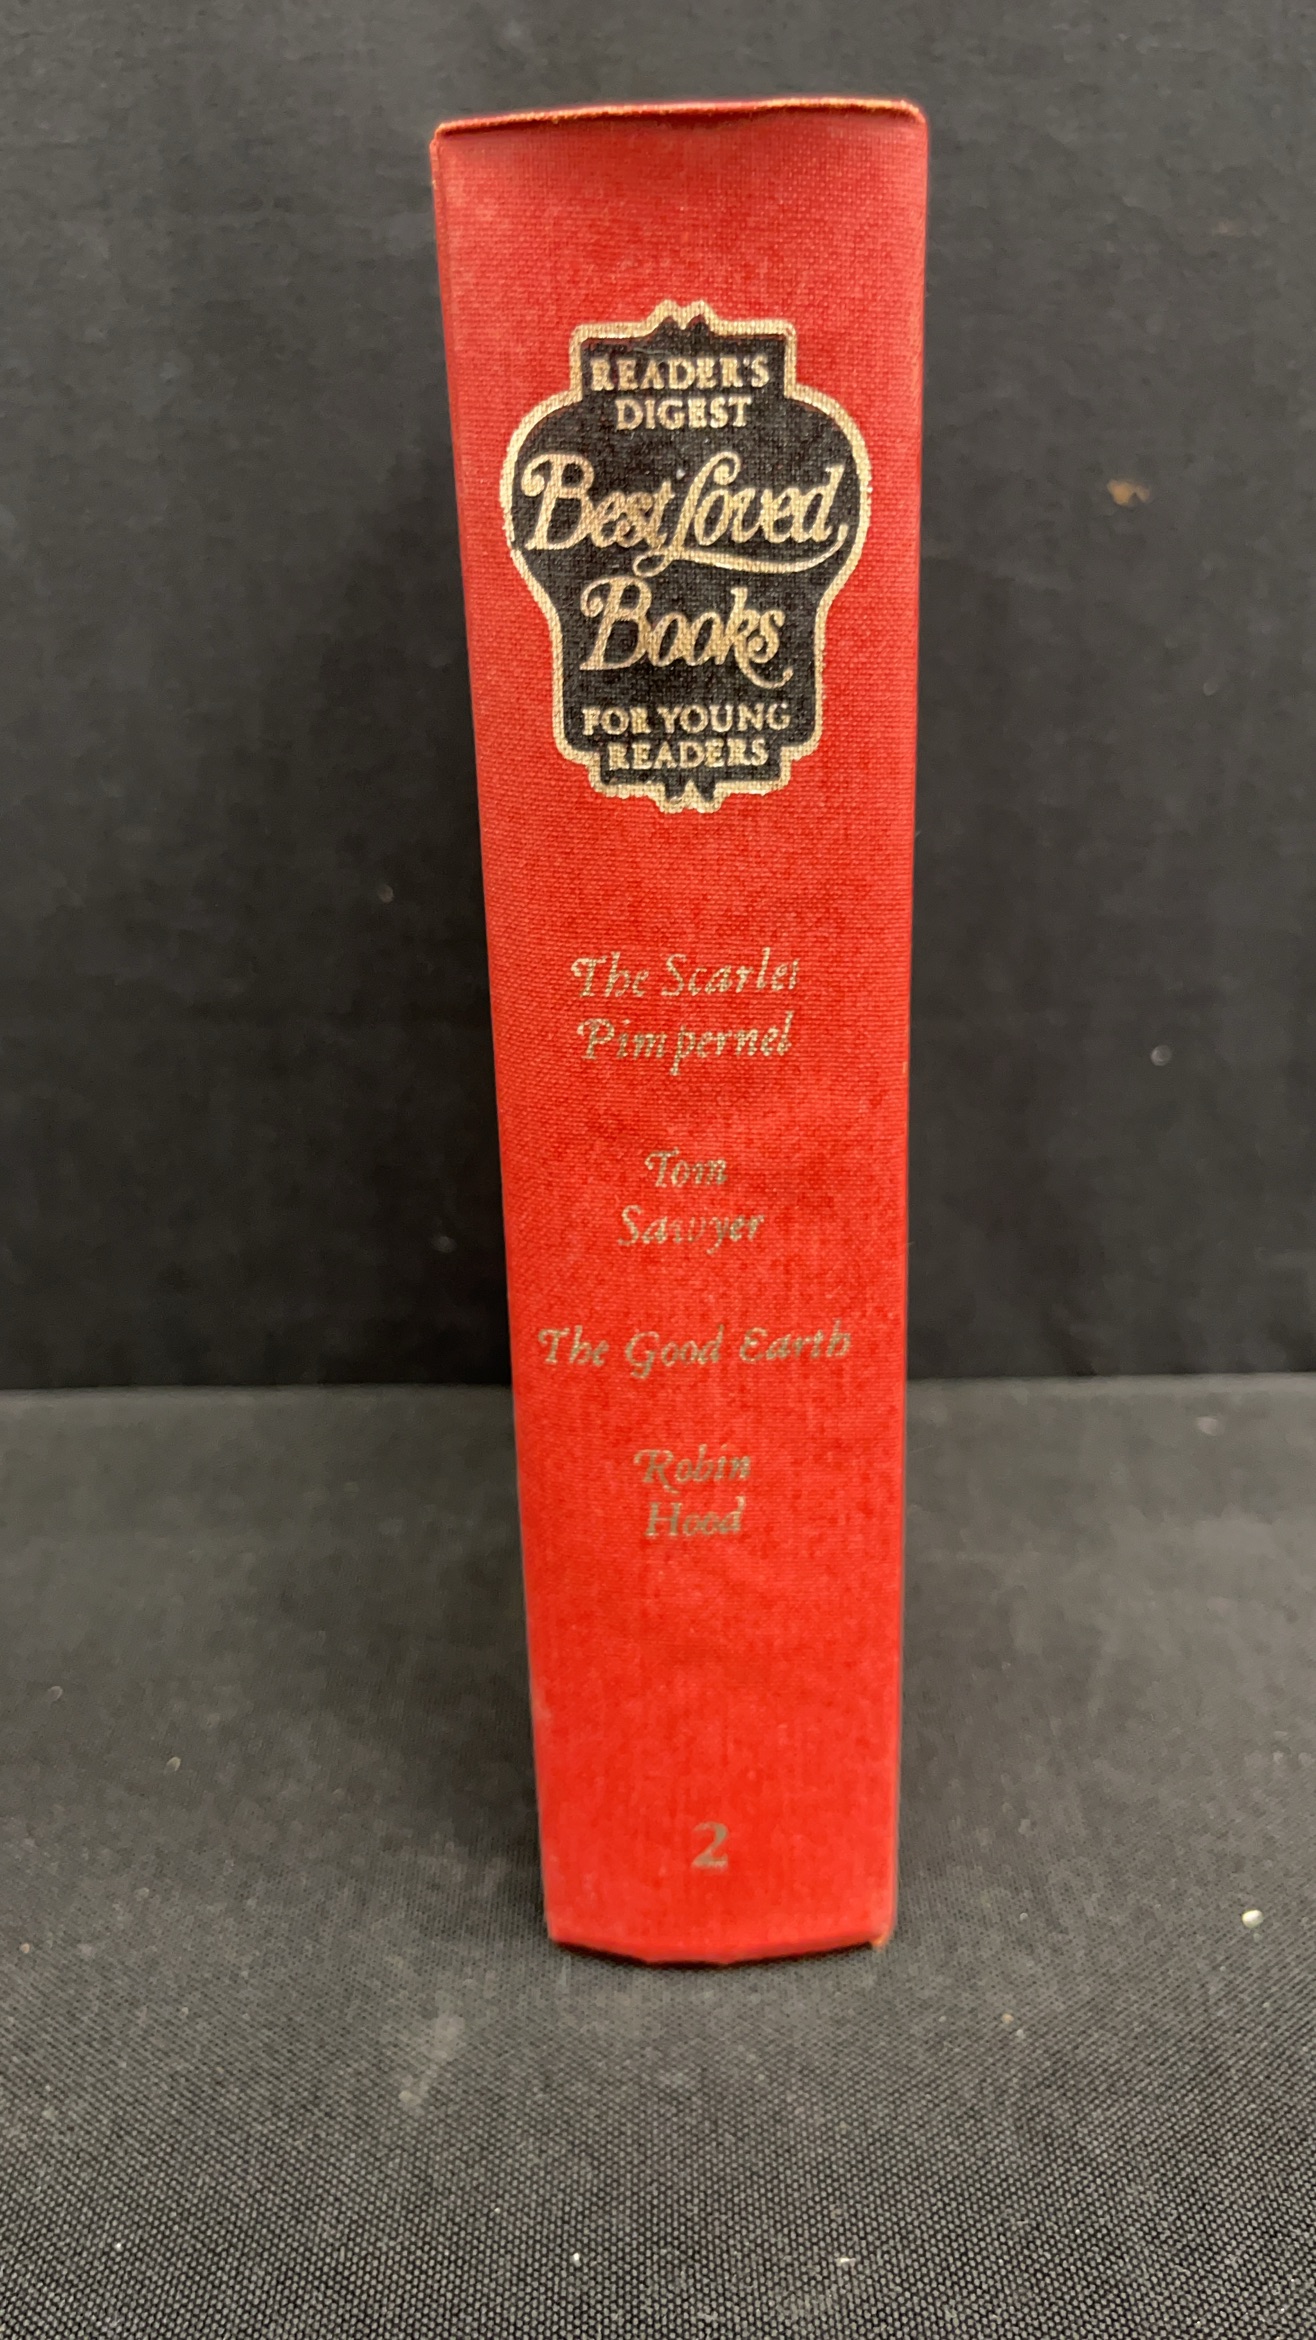 READER'S
DIGEST
Best Loved
Books
FOR YOUNG
READERS
The Scarlet
Pimpernel
Tom
Sawyer
The Good Earth
Robin
Hood
2